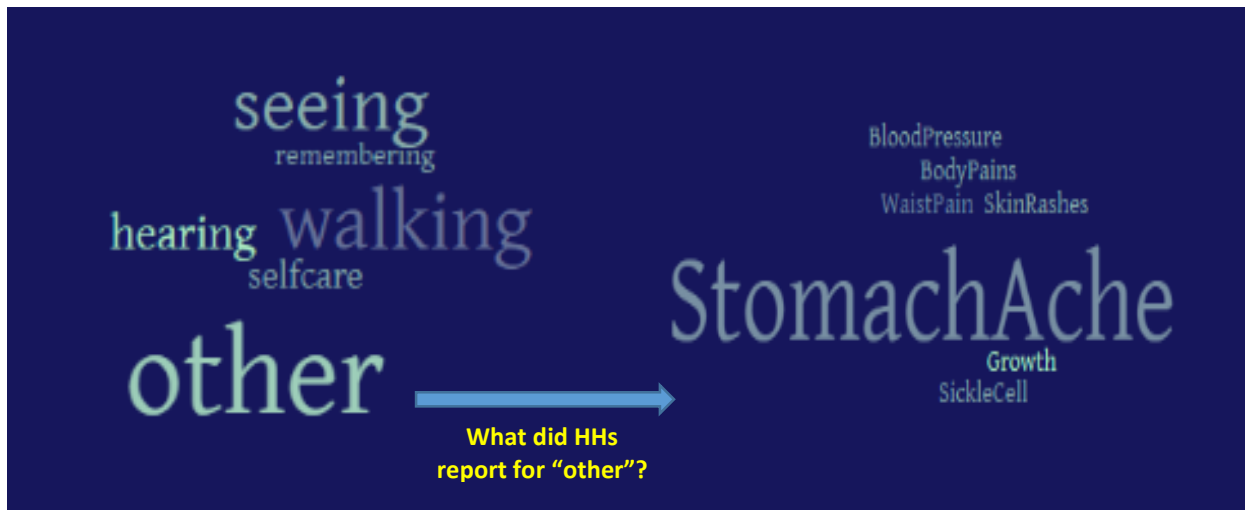 seeing
remembering
hearing walking
selfcare
other
What did HHs
report for “other”?
BloodPressure
BodyPains
WaistPain SkinRashes
StomachAche
Growth
SickleCell